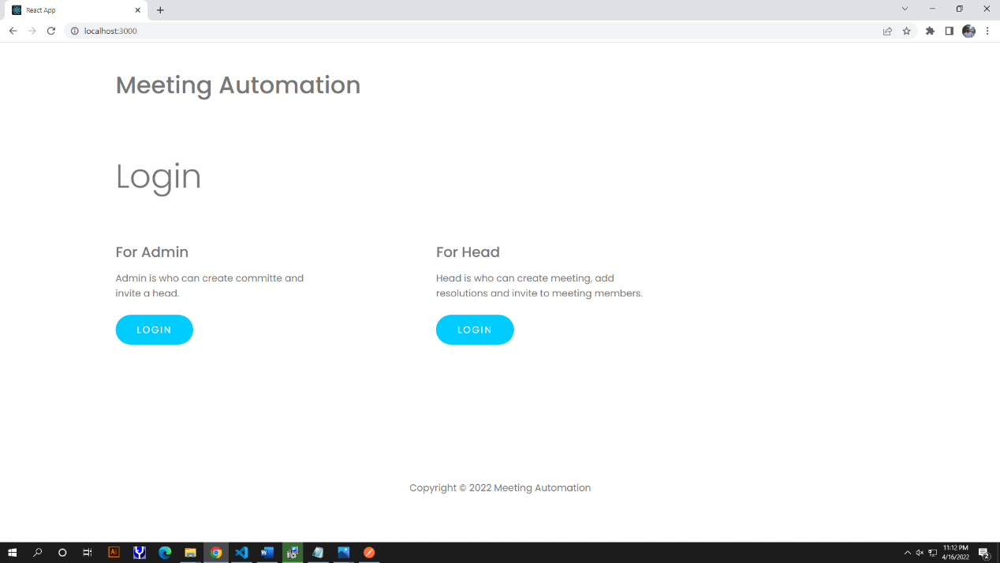 React App
localhost:3000
Meeting Automation
Login
For Admin
Admin is who can create committe and
invite a head.
LOGIN
For Head
Head is who can create meeting, add
resolutions and invite to meeting members.
LOGIN
Copyright © 2022 Meeting Automation
Ai
11:12 PM
4/16/2022
2